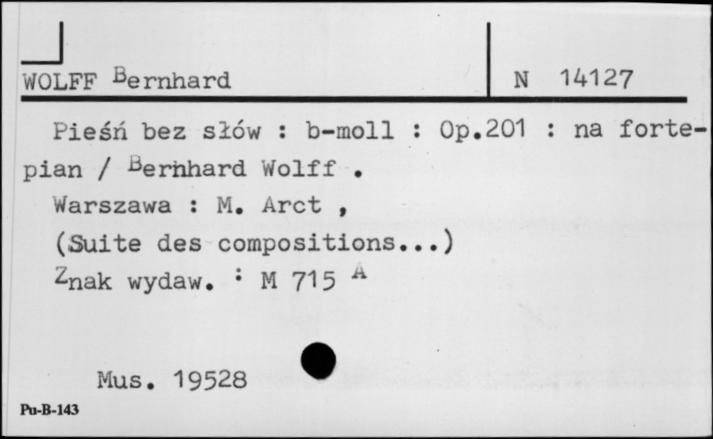 WOLFF Bernhard
N 14127
Pieśń bez słów : b-moll : Op.201 : na forte-
pian / Bernhard Wolff .
Warszawa : M. Arct ,
(Suite des compositions...)
Znak wydaw. : M 715 A
Mus. 19528
Pu-B-143